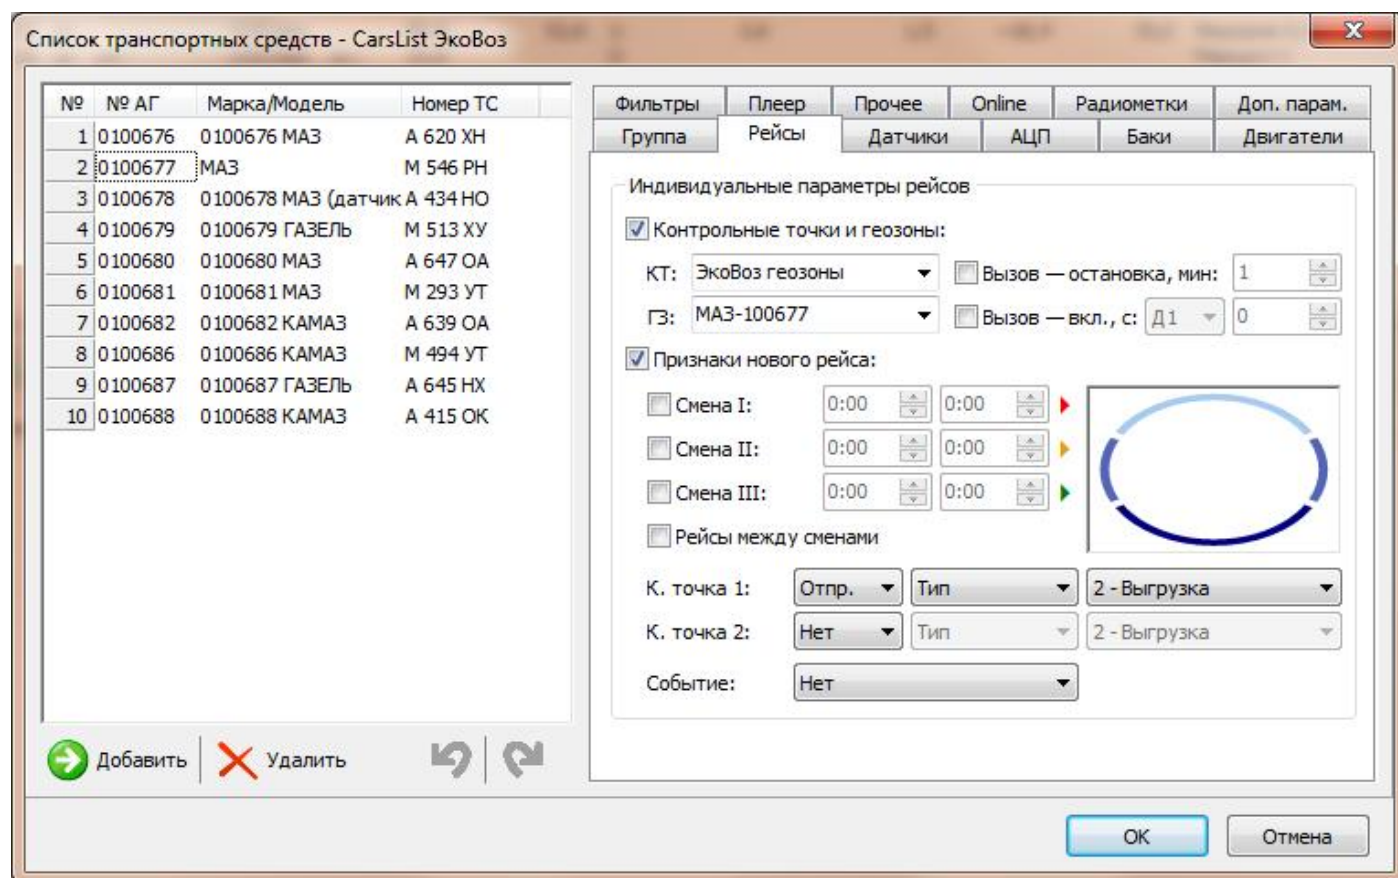 Список транспортных средств - CarsList ЭкоВоз
№ № АГ Марка/Модель Номер ТС
1 0100676 0100676 МАЗ А 620 ХН
2 0100677 МАЗ М 546 РН
3 0100678 0100678 МАЗ (датчик А 434 НО
4 0100679 0100679 ГАЗЕЛЬ М 513 ХУ
5 0100680 0100680 МАЗ А 647 ОА
6 0100681 0100681 МАЗ М 293 УТ
7 0100682 0100682 КАМАЗ А 639 ОА
8 0100686 0100686 КАМАЗ М 494 УТ
9 0100687 0100687 ГАЗЕЛЬ А 645 НХ
10 0100688 0100688 КАМАЗ А 415 ОК
Добавить Удалить
Фильтры Плеер Прочее Online Радиометки Доп. парам.
Группа Рейсы Датчики АЦП Баки Двигатели
Индивидуальные параметры рейсов
Контрольные точки и геозоны:
КТ: ЭкоВоз геозоны Вызов — остановка, мин: 1
ГЗ: МАЗ-100677 Вызов — вкл., с: Д1 0
Признаки нового рейса:
Смена I: 0:00 0:00
Смена II: 0:00 0:00
Смена III: 0:00 0:00
Рейсы между сменами
К. точка 1: Отпр. Тип 2 - Выгрузка
К. точка 2: Нет Тип 2 - Выгрузка
Событие: Нет
OK Отмена